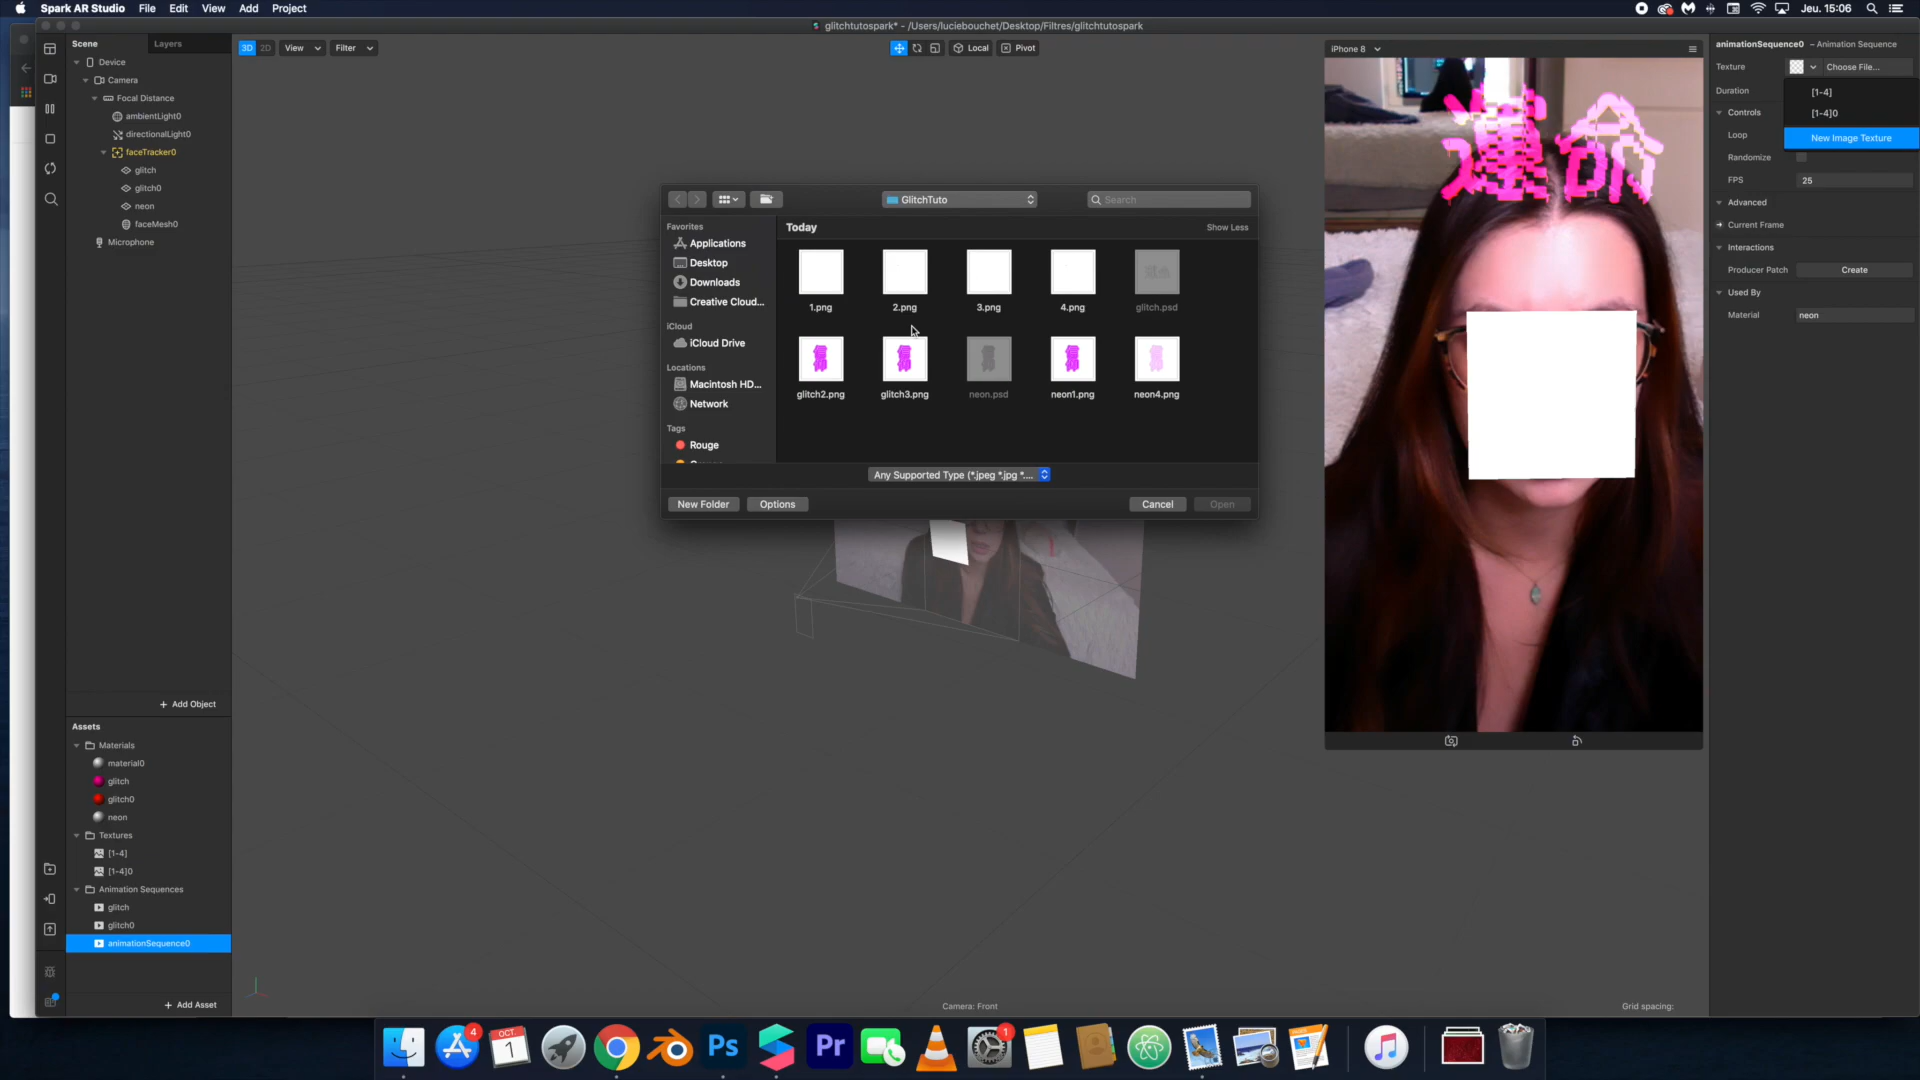 Spark AR Studio File Edit View Add Project
Jeu. 15:06
glitchtutospark* - /Users/luciebouchet/Desktop/Filtres/glitchtutospark
Scene Layers
Device
Camera
Focal Distance
ambientLight0
directionalLight0
faceTracker0
glitch
glitch0
neon
faceMesh0
Microphone
+ Add Object
Assets
Materials
material0
glitch
glitch0
neon
Textures
[1-4]
[1-4]0
Animation Sequences
glitch
glitch0
animationSequence0
+ Add Asset
3D 2D View Filter
Local Pivot
GlitchTuto
Search
Favorites
Applications
Desktop
Downloads
Creative Cloud...
iCloud
iCloud Drive
Locations
Macintosh HD...
Network
Tags
Rouge
Today Show Less
1.png 2.png 3.png 4.png glitch.psd
glitch2.png glitch3.png neon.psd neon1.png neon4.png
Any Supported Type (*.jpeg *.jpg *....
New Folder Options Cancel Open
Camera: Front
Grid spacing:
iPhone 8
animationSequence0 – Animation Sequence
Texture Choose File...
[1-4]
[1-4]0
New Image Texture
Duration
Controls
Loop
Randomize
FPS 25
Advanced
Current Frame
Interactions
Producer Patch Create
Used By
Material neon
4
OCT.
1
Ps
Pr
1